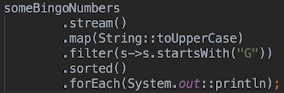 someBingoNumbers
.stream()
.map(String::toUpperCase)
.filter(s->s.startsWith("G"))
.sorted()
.forEach(System.out::println);